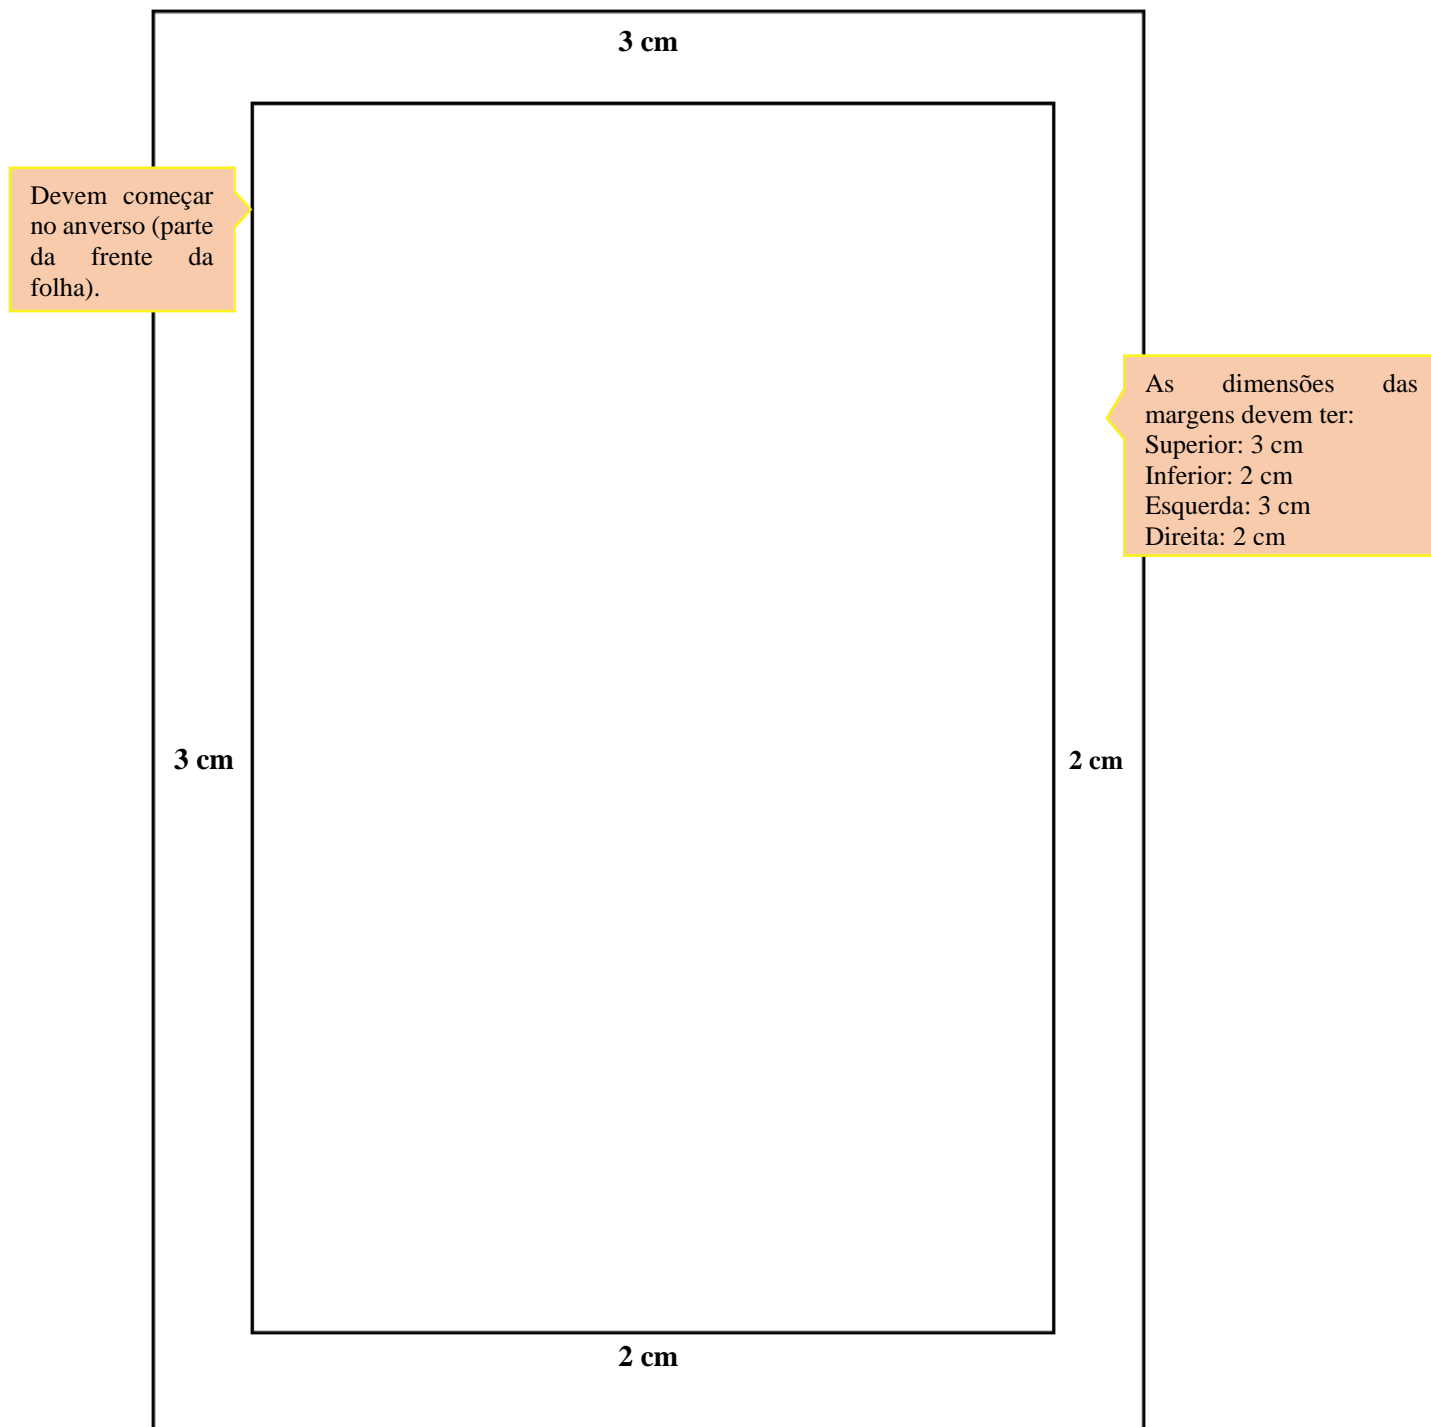 3 cm
Devem começar
no anverso (parte
da frente da
folha).
As dimensões das
margens devem ter:
Superior: 3 cm
Inferior: 2 cm
Esquerda: 3 cm
Direita: 2 cm
3 cm
2 cm
2 cm